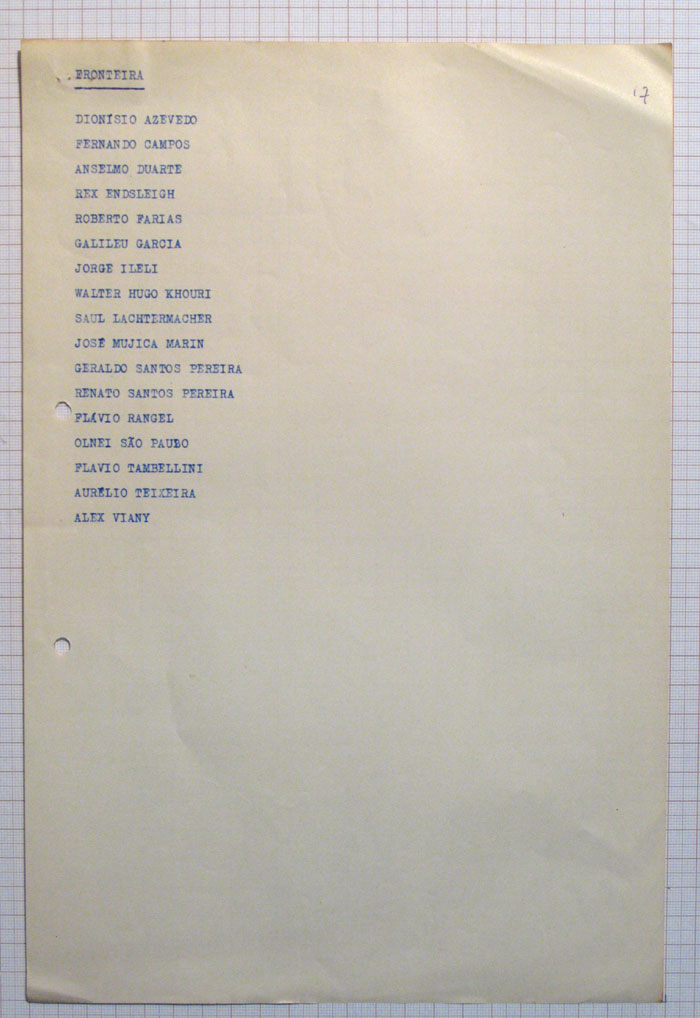 FRONTEIRA
17
DIONÍSIO AZEVEDO
FERNANDO CAMPOS
ANSELMO DUARTE
REX ENDSLEIGH
ROBERTO FARIAS
GALILEU GARCIA
JORGE ILELI
WALTER HUGO KHOURI
SAUL LACHTERMACHER
JOSÉ MUJICA MARIN
GERALDO SANTOS PEREIRA
RENATO SANTOS PEREIRA
FLÁVIO RANGEL
OLNEI SÃO PAULO
FLAVIO TAMBELLINI
AURÉLIO TEIXEIRA
ALEX VIANY